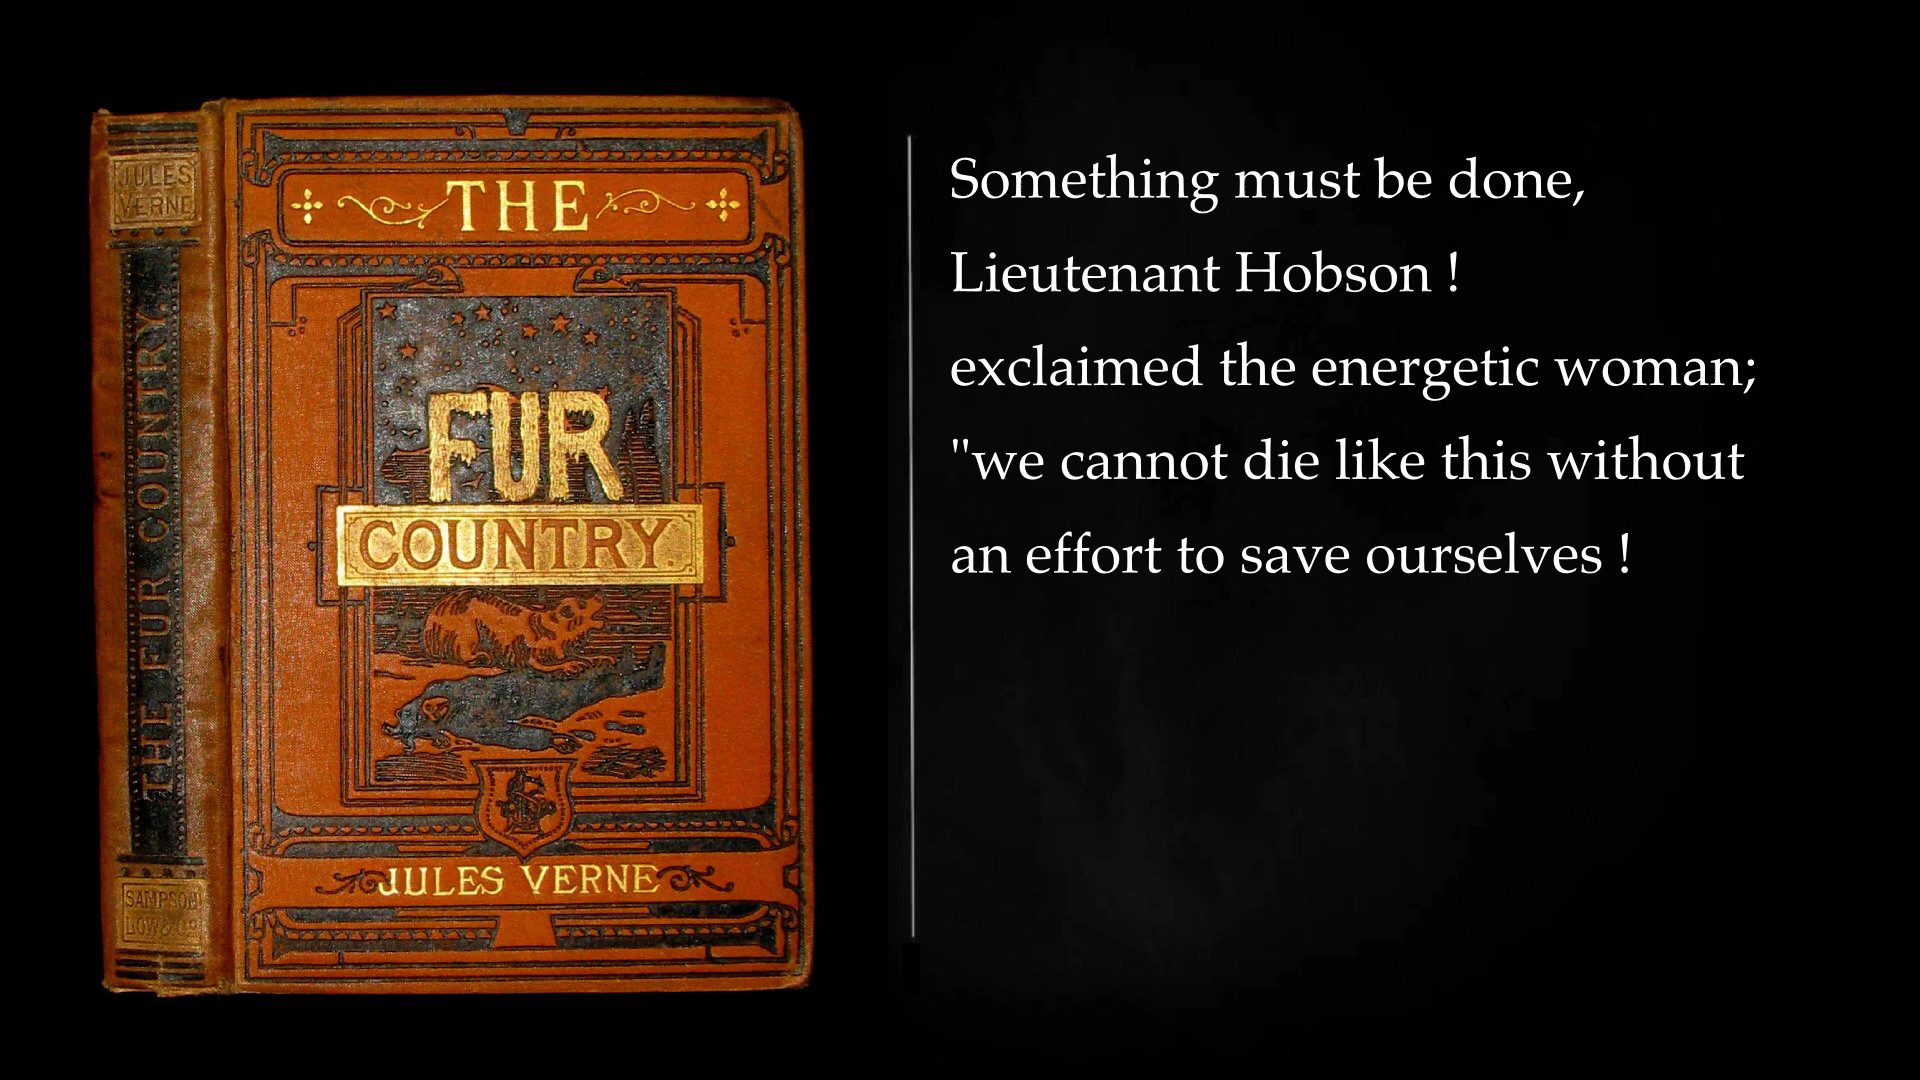 JULES
VERNE
THE FUR COUNTRY.
SAMPSON
LOW & Co
THE
FUR
COUNTRY.
JULES VERNE
Something must be done,
Lieutenant Hobson !
exclaimed the energetic woman;
"we cannot die like this without
an effort to save ourselves !